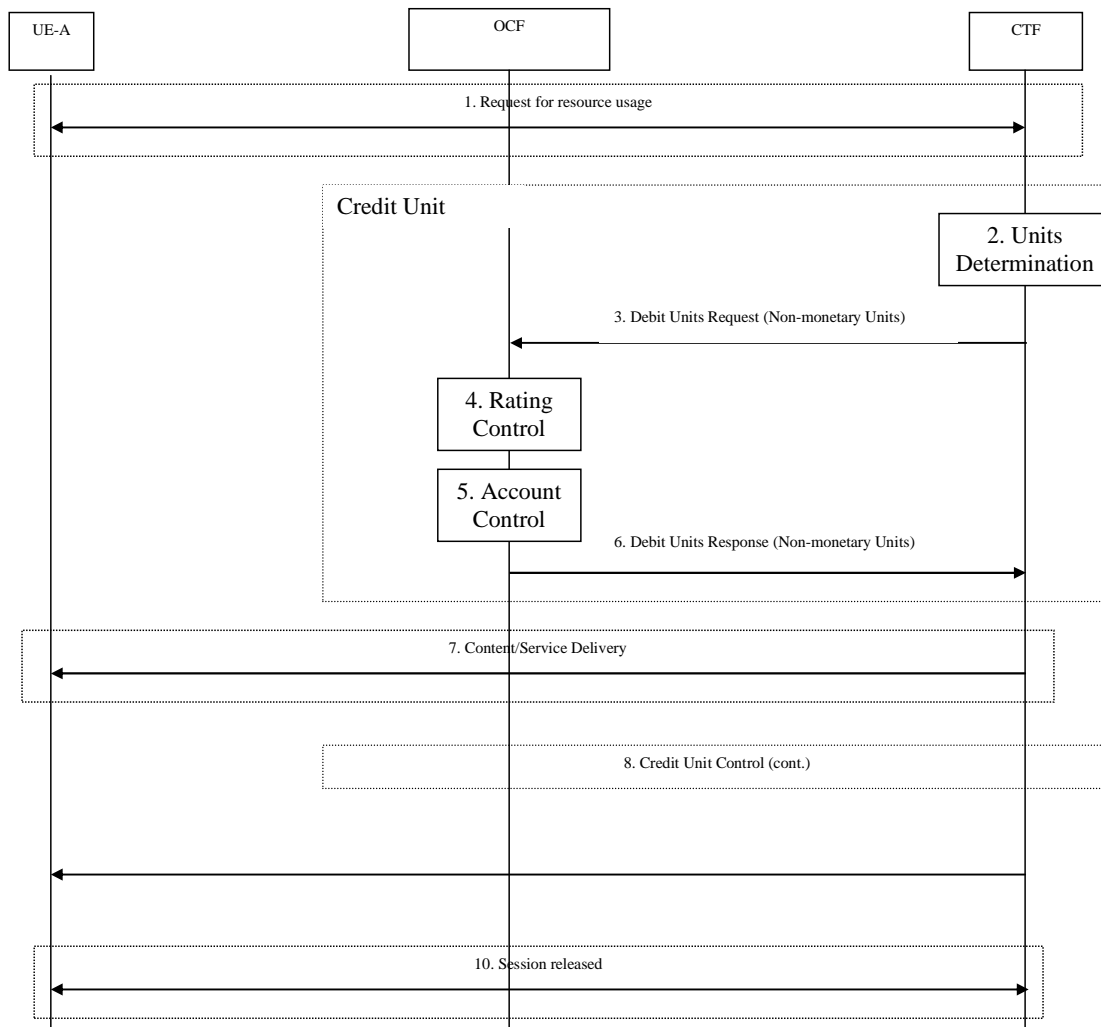 UE-A
OCF
CTF
1. Request for resource usage
Credit Unit
2. Units
Determination
3. Debit Units Request (Non-monetary Units)
4. Rating
Control
5. Account
Control
6. Debit Units Response (Non-monetary Units)
7. Content/Service Delivery
8. Credit Unit Control (cont.)
10. Session released